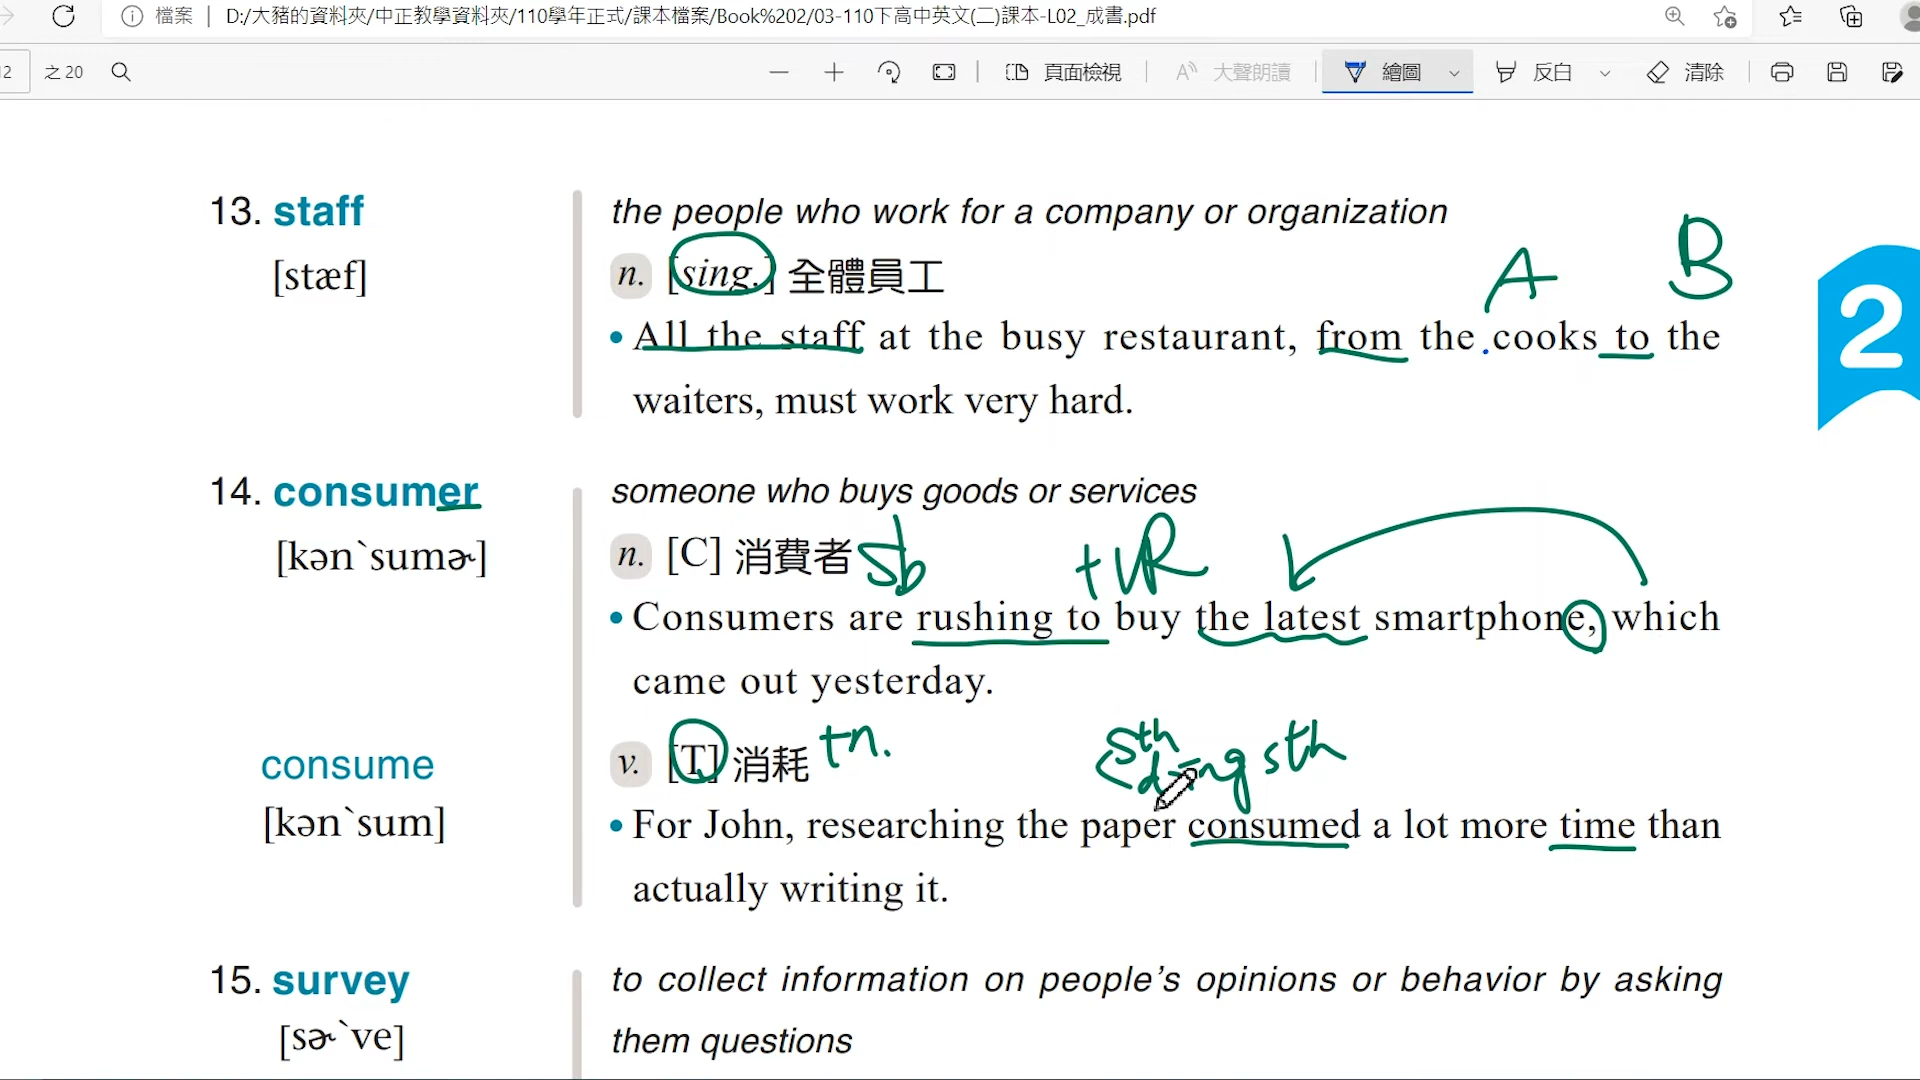 檔案 | D:/大豬的資料夾/中正教學資料夾/110學年正式/課本檔案/Book%202/03-110下高中英文(二)課本-L02_成書.pdf
12 之 20 頁面檢視 大聲朗讀 繪圖 反白 清除
13. staff the people who work for a company or organization
[stæf] n. [sing.] 全體員工
A B
• All the staff at the busy restaurant, from the cooks to the
waiters, must work very hard.
2
14. consumer someone who buys goods or services
[kən`sumɚ] n. [C] 消費者 Sb +VR
• Consumers are rushing to buy the latest smartphone, which
came out yesterday.
consume v. [T] 消耗 tn. sth
sth
[kən`sum] • For John, researching the paper consumed a lot more time than
actually writing it.
15. survey to collect information on people's opinions or behavior by asking
[sɚ`ve] them questions